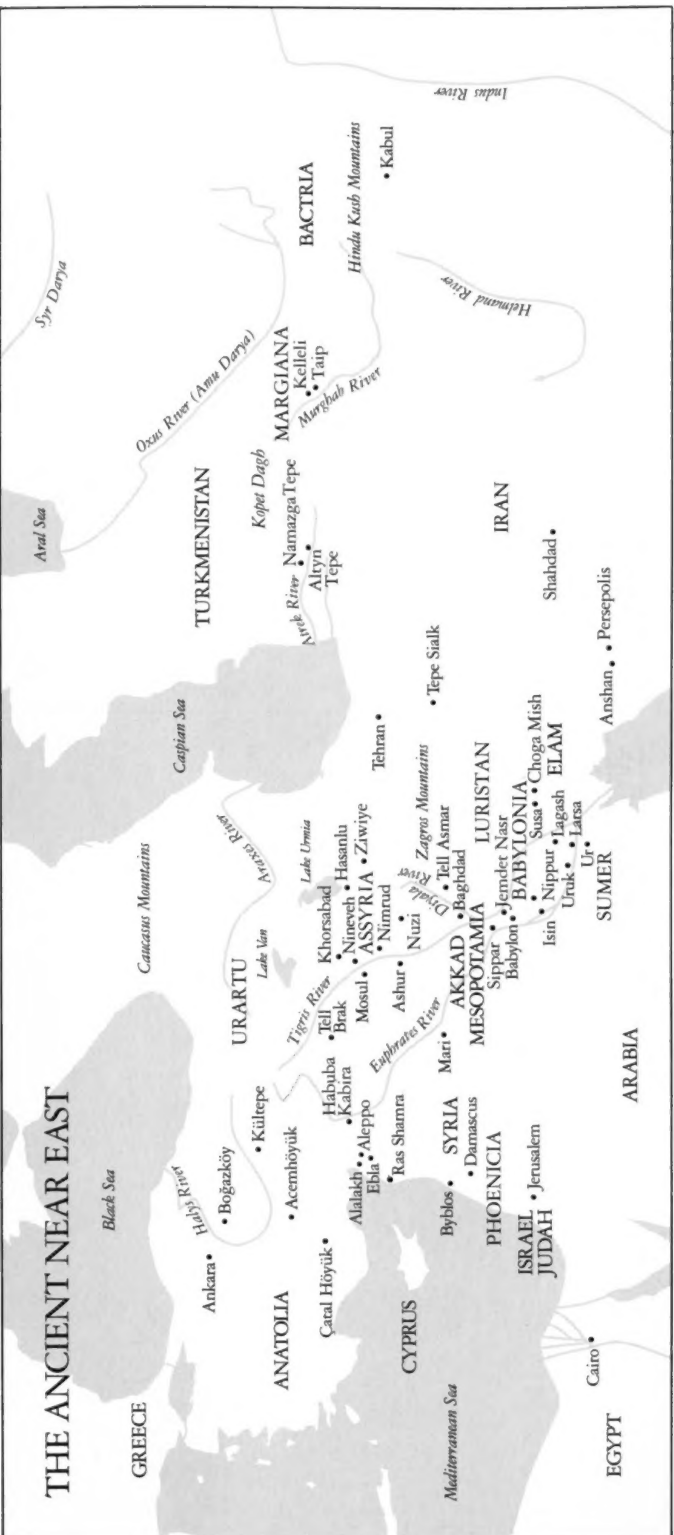 THE ANCIENT NEAR EAST
GREECE
Black Sea
Caucasus Mountains
Caspian Sea
Aral Sea
Syr Darya
Oxus River (Amu Darya)
TURKMENISTAN
Kopet Dagh
Atrek River
Namazga Tepe
Altyn
Tepe
MARGIANA
Kelleli
Taip
Murghab River
BACTRIA
Hindu Kush Mountains
Kabul
Indus River
Helmand River
Halys River
Ankara
Boğazköy
Kültepe
Acemhöyük
ANATOLIA
Çatal Höyük
URARTU
Lake Van
Araxes River
Lake Urmia
Tigris River
Tell
Brak
Khorsabad
Nineveh
Hasanlu
Mosul
ASSYRIA
Ziwiye
Nimrud
Ashur
Nuzi
Habuba
Kabira
Alalakh
Aleppo
Ebla
Ras Shamra
Euphrates River
Mari
CYPRUS
Mediterranean Sea
Byblos
SYRIA
Damascus
PHOENICIA
ISRAEL
JUDAH
Jerusalem
Cairo
EGYPT
ARABIA
Tehran
Tepe Sialk
Zagros Mountains
Diyala
River
Tell Asmar
Baghdad
AKKAD
MESOPOTAMIA
Sippar
Babylon
Jemdet Nasr
BABYLONIA
LURISTAN
Susa
Choga Mish
ELAM
Isin
Nippur
Lagash
Uruk
Larsa
Ur
SUMER
IRAN
Shahdad
Anshan
Persepolis